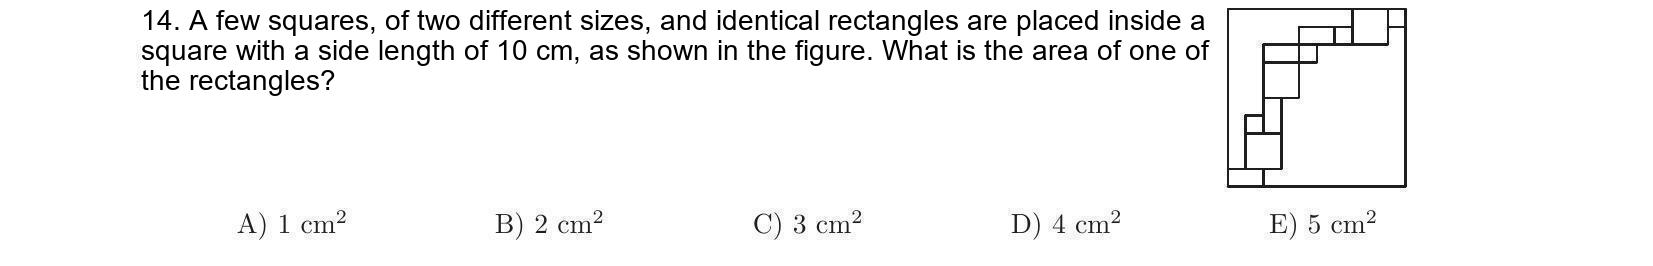 14. A few squares, of two different sizes, and identical rectangles are placed inside a
square with a side length of 10 cm, as shown in the figure. What is the area of one of
the rectangles?
A) 1 cm² B) 2 cm² C) 3 cm² D) 4 cm² E) 5 cm²